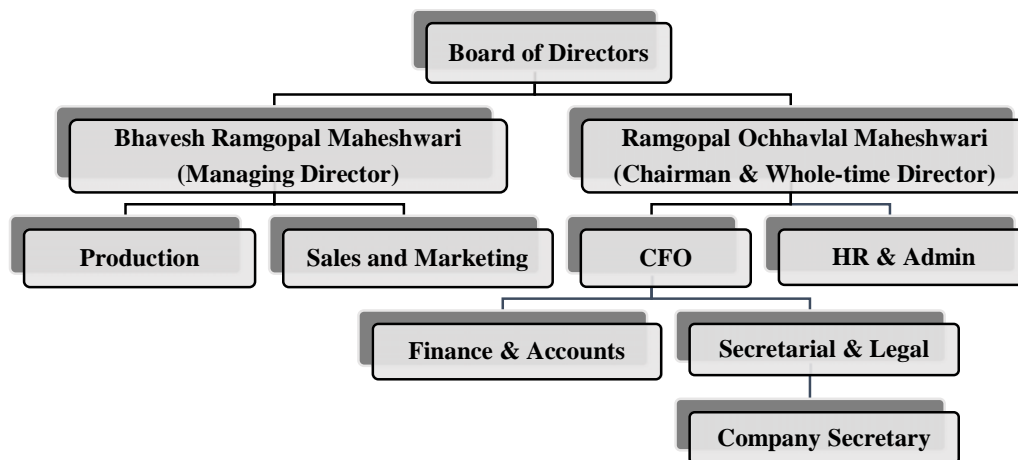 Board of Directors
Bhavesh Ramgopal Maheshwari
(Managing Director)
Ramgopal Ochhavlal Maheshwari
(Chairman & Whole-time Director)
Production
Sales and Marketing
CFO
HR & Admin
Finance & Accounts
Secretarial & Legal
Company Secretary